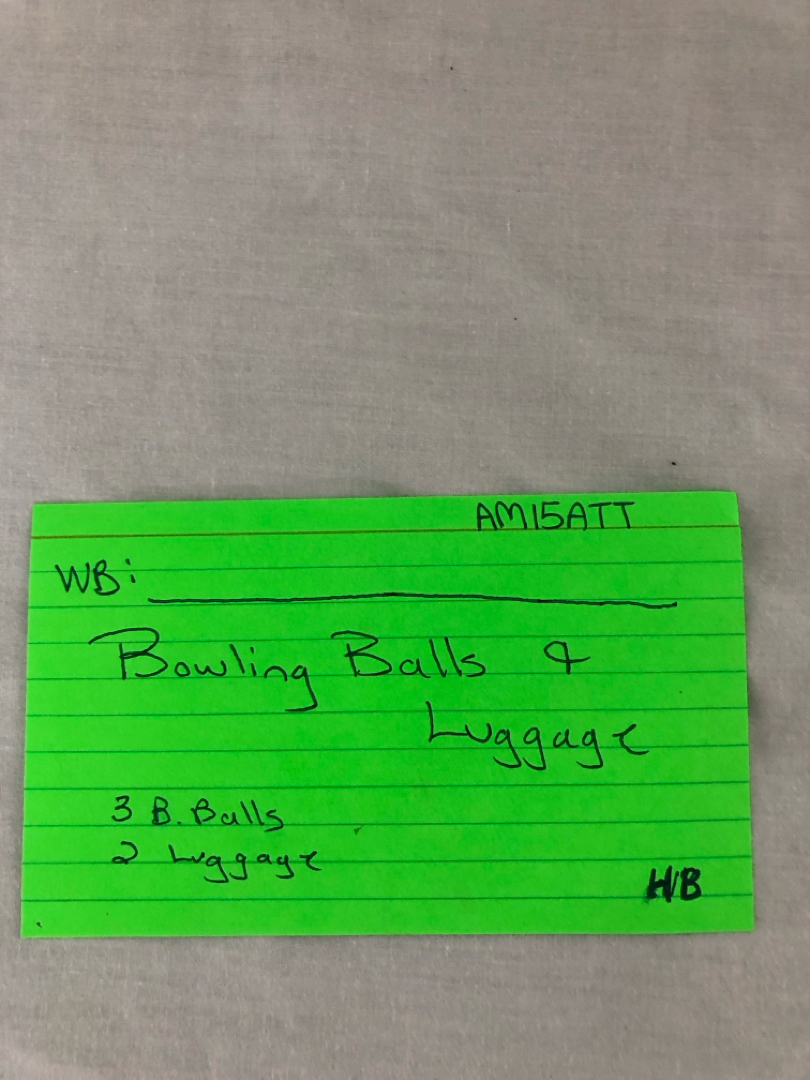 AM15ATT
WB:
Bowling Balls &
Luggage
3 B. Balls
2 Luggage
HB